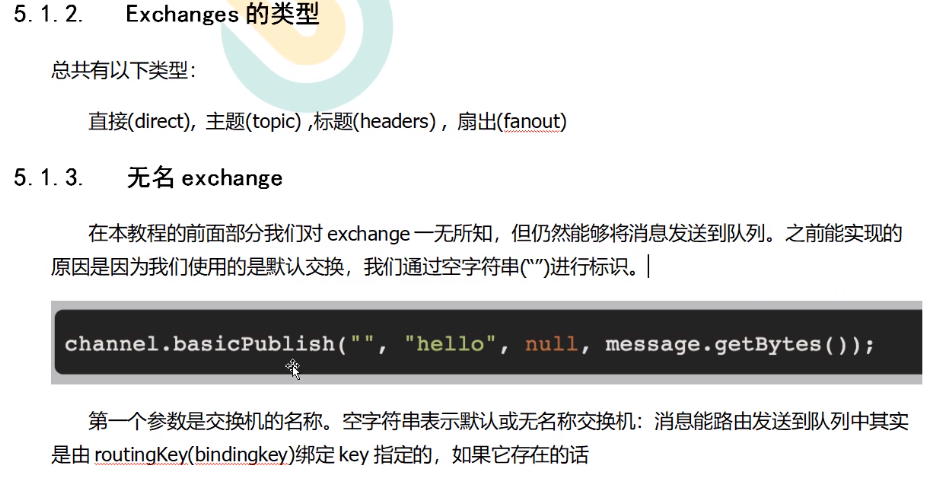 5.1.2. Exchanges 的类型
总共有以下类型：
直接(direct), 主题(topic) ,标题(headers) , 扇出(fanout)
5.1.3. 无名 exchange
在本教程的前面部分我们对 exchange 一无所知，但仍然能够将消息发送到队列。之前能实现的
原因是因为我们使用的是默认交换，我们通过空字符串(“”)进行标识。
channel.basicPublish("", "hello", null, message.getBytes());
第一个参数是交换机的名称。空字符串表示默认或无名称交换机：消息能路由发送到队列中其实
是由 routingKey(bindingkey)绑定 key 指定的，如果它存在的话